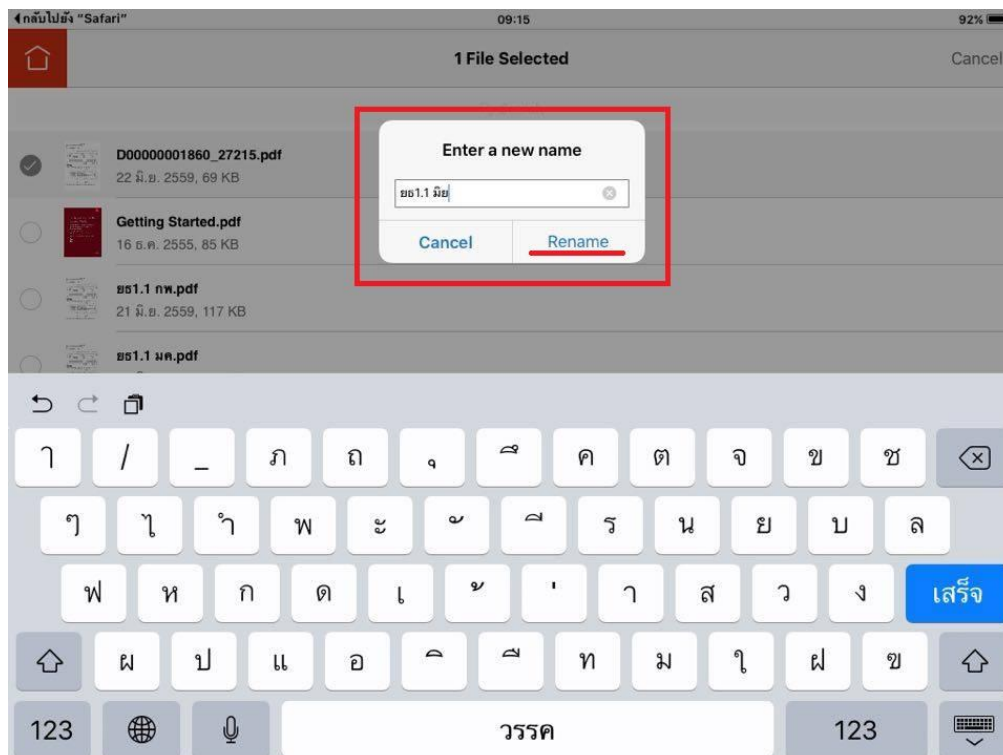 กลับไปยัง “Safari” 09:15 92%
1 File Selected Cancel
Enter a new name
ยธ1.1 มิย
Cancel Rename
D00000001860_27215.pdf
22 มิ.ย. 2559, 69 KB
Getting Started.pdf
16 ธ.ค. 2555, 85 KB
ยธ1.1 กพ.pdf
21 มิ.ย. 2559, 117 KB
ยธ1.1 มค.pdf
ๅ / _ ภ ถ ุ ึ ค ต จ ข ช
ๆ ไ ำ พ ะ ั ี ร น ย บ ล
ฟ ห ก ด เ ้ ่ า ส ว ง เสร็จ
ผ ป แ อ ิ ื ท ม ใ ฝ ฃ
123 วรรค 123